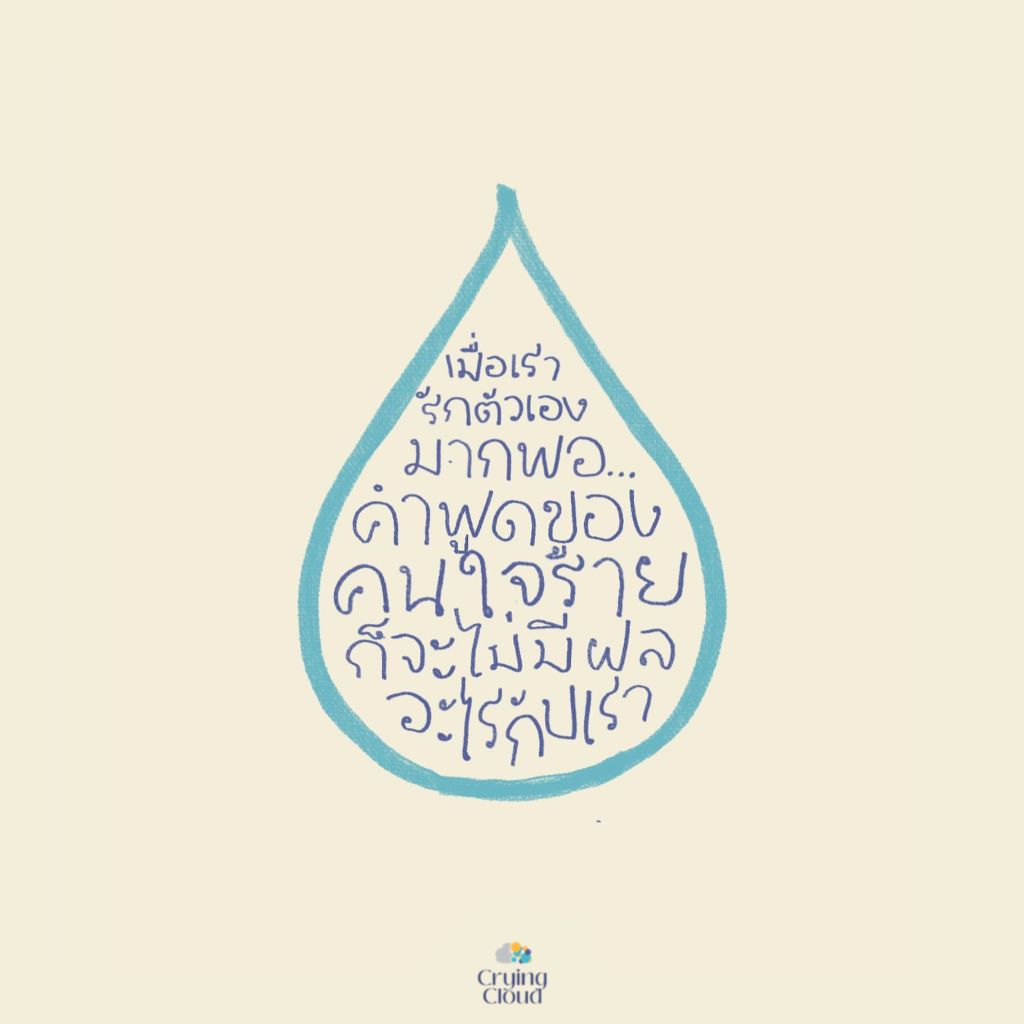 เมื่อเรา
รักตัวเอง
มากพอ...
คำพูดของ
คนใจร้าย
ก็จะไม่มีผล
อะไรกับเรา
Crying
Cloud